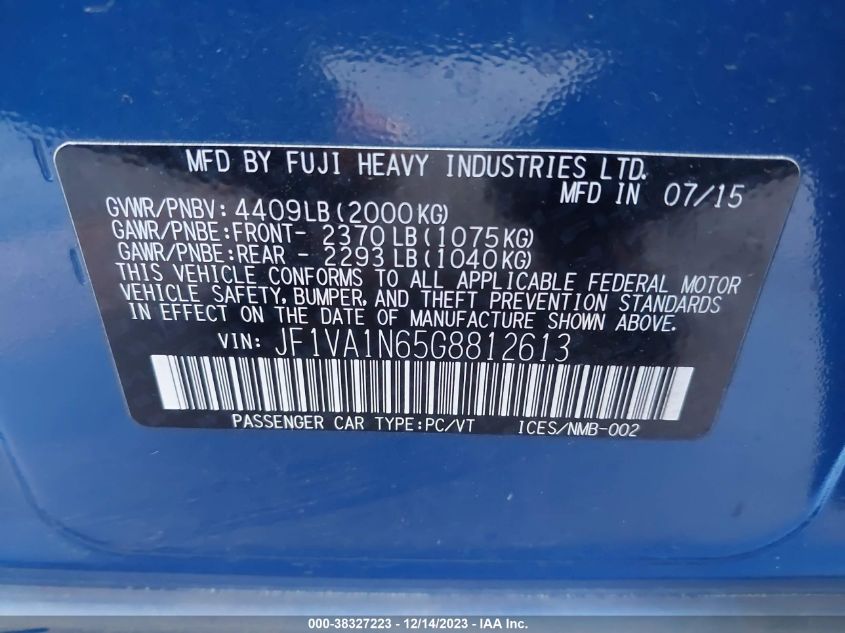 MFD BY FUJI HEAVY INDUSTRIES LTD.
MFD IN 07/15
GVWR/PNBV: 4409LB(2000KG)
GAWR/PNBE:FRONT- 2370LB(1075KG)
GAWR/PNBE:REAR - 2293LB(1040KG)
THIS VEHICLE CONFORMS TO ALL APPLICABLE FEDERAL MOTOR
VEHICLE SAFETY, BUMPER, AND THEFT PREVENTION STANDARDS
IN EFFECT ON THE DATE OF MANUFACTURE SHOWN ABOVE.
VIN: JF1VA1N65G8812613
PASSENGER CAR TYPE:PC/VT ICES/NMB-002
000-38327223 - 12/14/2023 - IAA Inc.